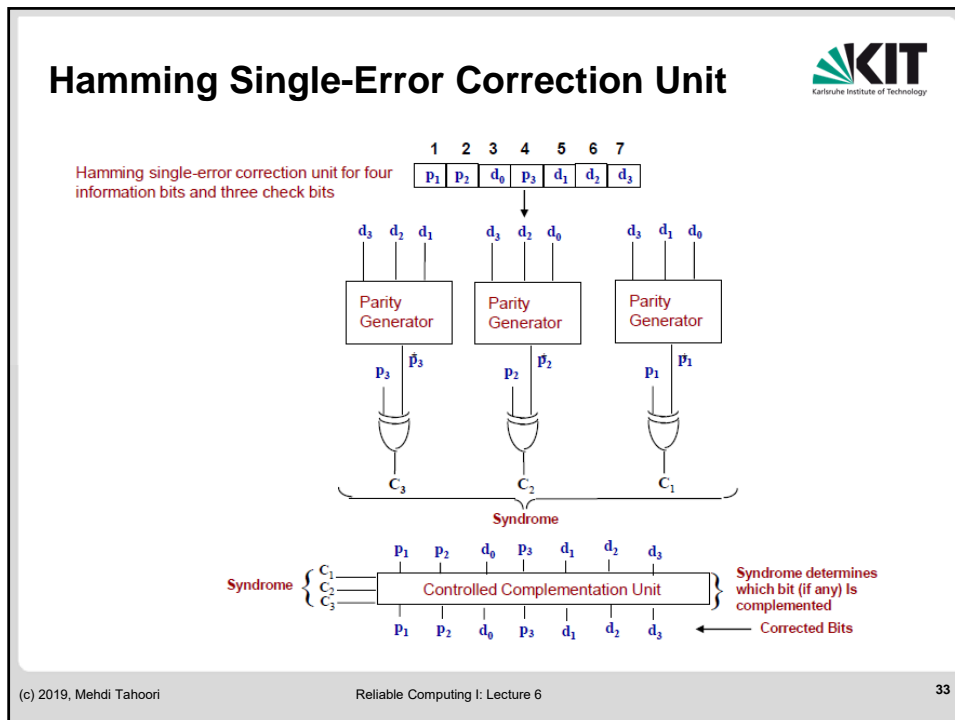 Hamming Single-Error Correction Unit
KIT
Karlsruhe Institute of Technology
Hamming single-error correction unit for four
information bits and three check bits
1 2 3 4 5 6 7
p₁ p₂ d₀ p₃ d₁ d₂ d₃
d₃ d₂ d₁ d₃ d₂ d₀ d₃ d₁ d₀
Parity
Generator
Parity
Generator
Parity
Generator
p₃ p*₃ p₂ p*₂ p₁ p*₁
C₃ C₂ C₁
Syndrome
p₁ p₂ d₀ p₃ d₁ d₂ d₃
Syndrome { C₁ C₂ C₃
Controlled Complementation Unit
} Syndrome determines
which bit (if any) Is
complemented
p₁ p₂ d₀ p₃ d₁ d₂ d₃
Corrected Bits
(c) 2019, Mehdi Tahoori
Reliable Computing I: Lecture 6
33